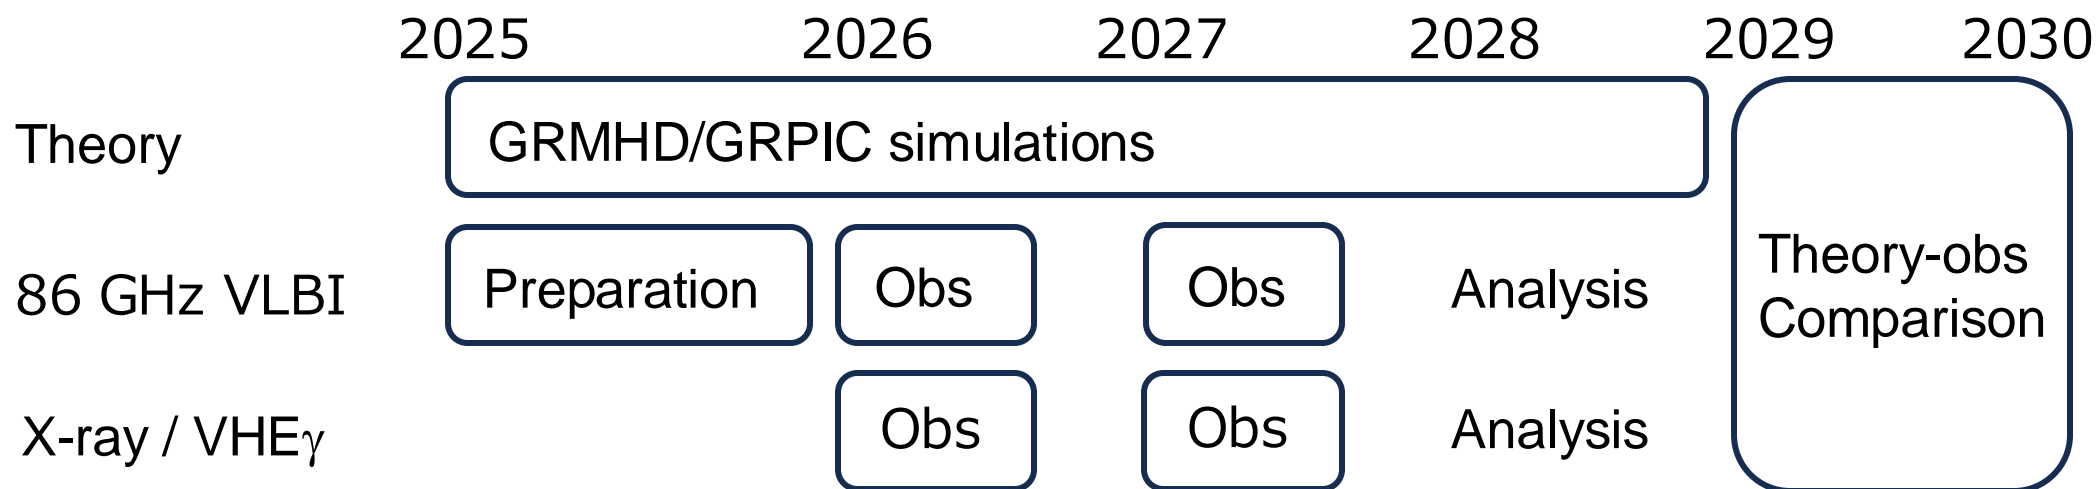 2025 2026 2027 2028 2029 2030
Theory GRMHD/GRPIC simulations
86 GHz VLBI Preparation Obs Obs Analysis
Theory-obs
Comparison
X-ray / VHEγ Obs Obs Analysis